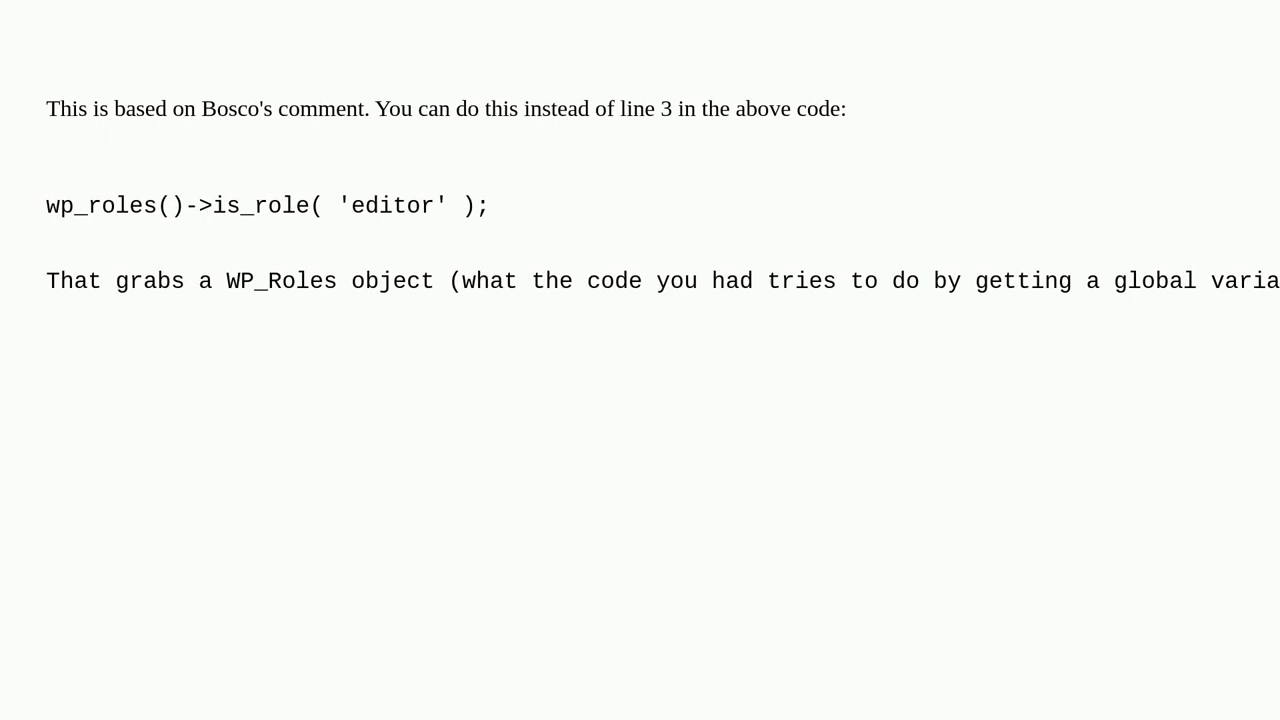 This is based on Bosco's comment. You can do this instead of line 3 in the above code:
wp_roles()->is_role( 'editor' );
That grabs a WP_Roles object (what the code you had tries to do by getting a global varia